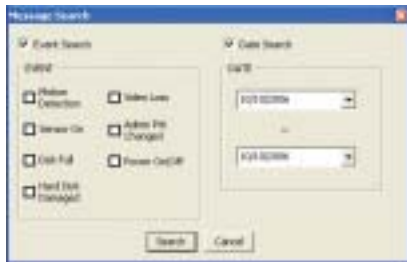 Message Search
Event Search
Date Search
EVENT
DATE
Motion
Detection
Video Loss
Sensor On
Admin PW
Changed
Disk Full
Power On/Off
Hard Disk
Damaged
~
Search
Cancel